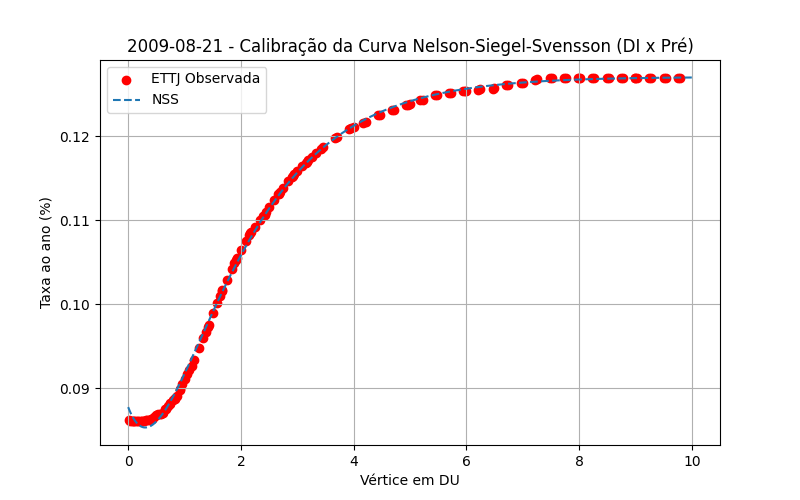 2009-08-21 - Calibração da Curva Nelson-Siegel-Svensson (DI x Pré)
ETTJ Observada
NSS
Taxa ao ano (%)
0.12
0.11
0.10
0.09
0
2
4
6
8
10
Vértice em DU